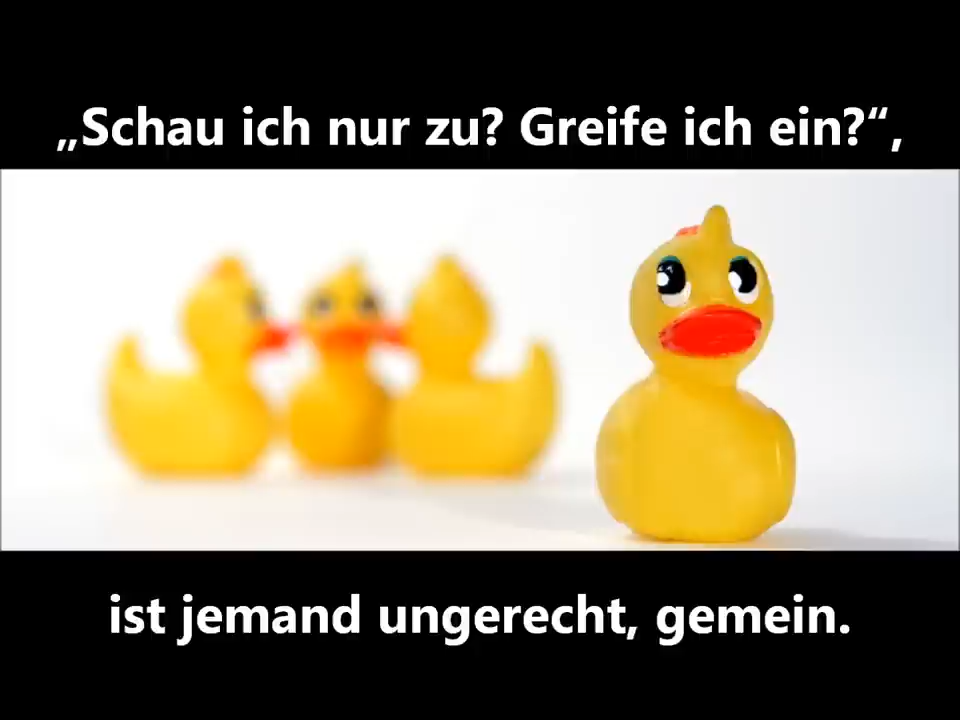 „Schau ich nur zu? Greife ich ein?“,
ist jemand ungerecht, gemein.